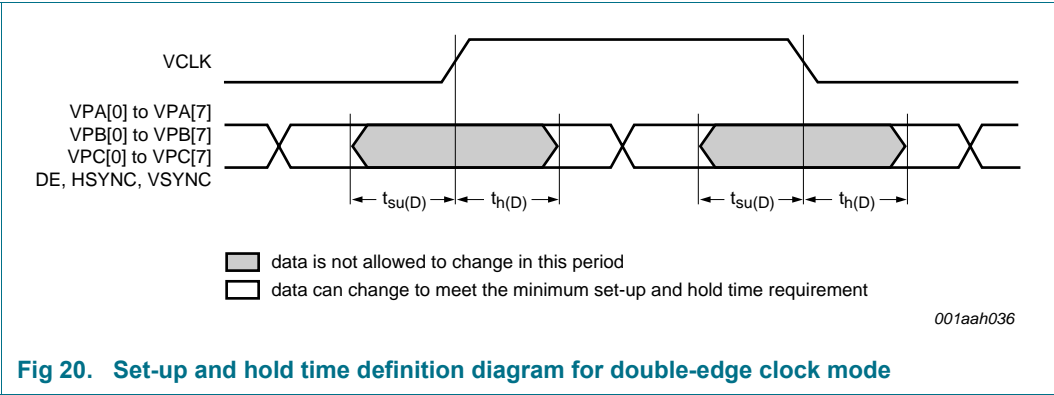 VCLK
VPA[0] to VPA[7]
VPB[0] to VPB[7]
VPC[0] to VPC[7]
DE, HSYNC, VSYNC
tsu(D) th(D) tsu(D) th(D)
data is not allowed to change in this period
data can change to meet the minimum set-up and hold time requirement
001aah036
Fig 20. Set-up and hold time definition diagram for double-edge clock mode